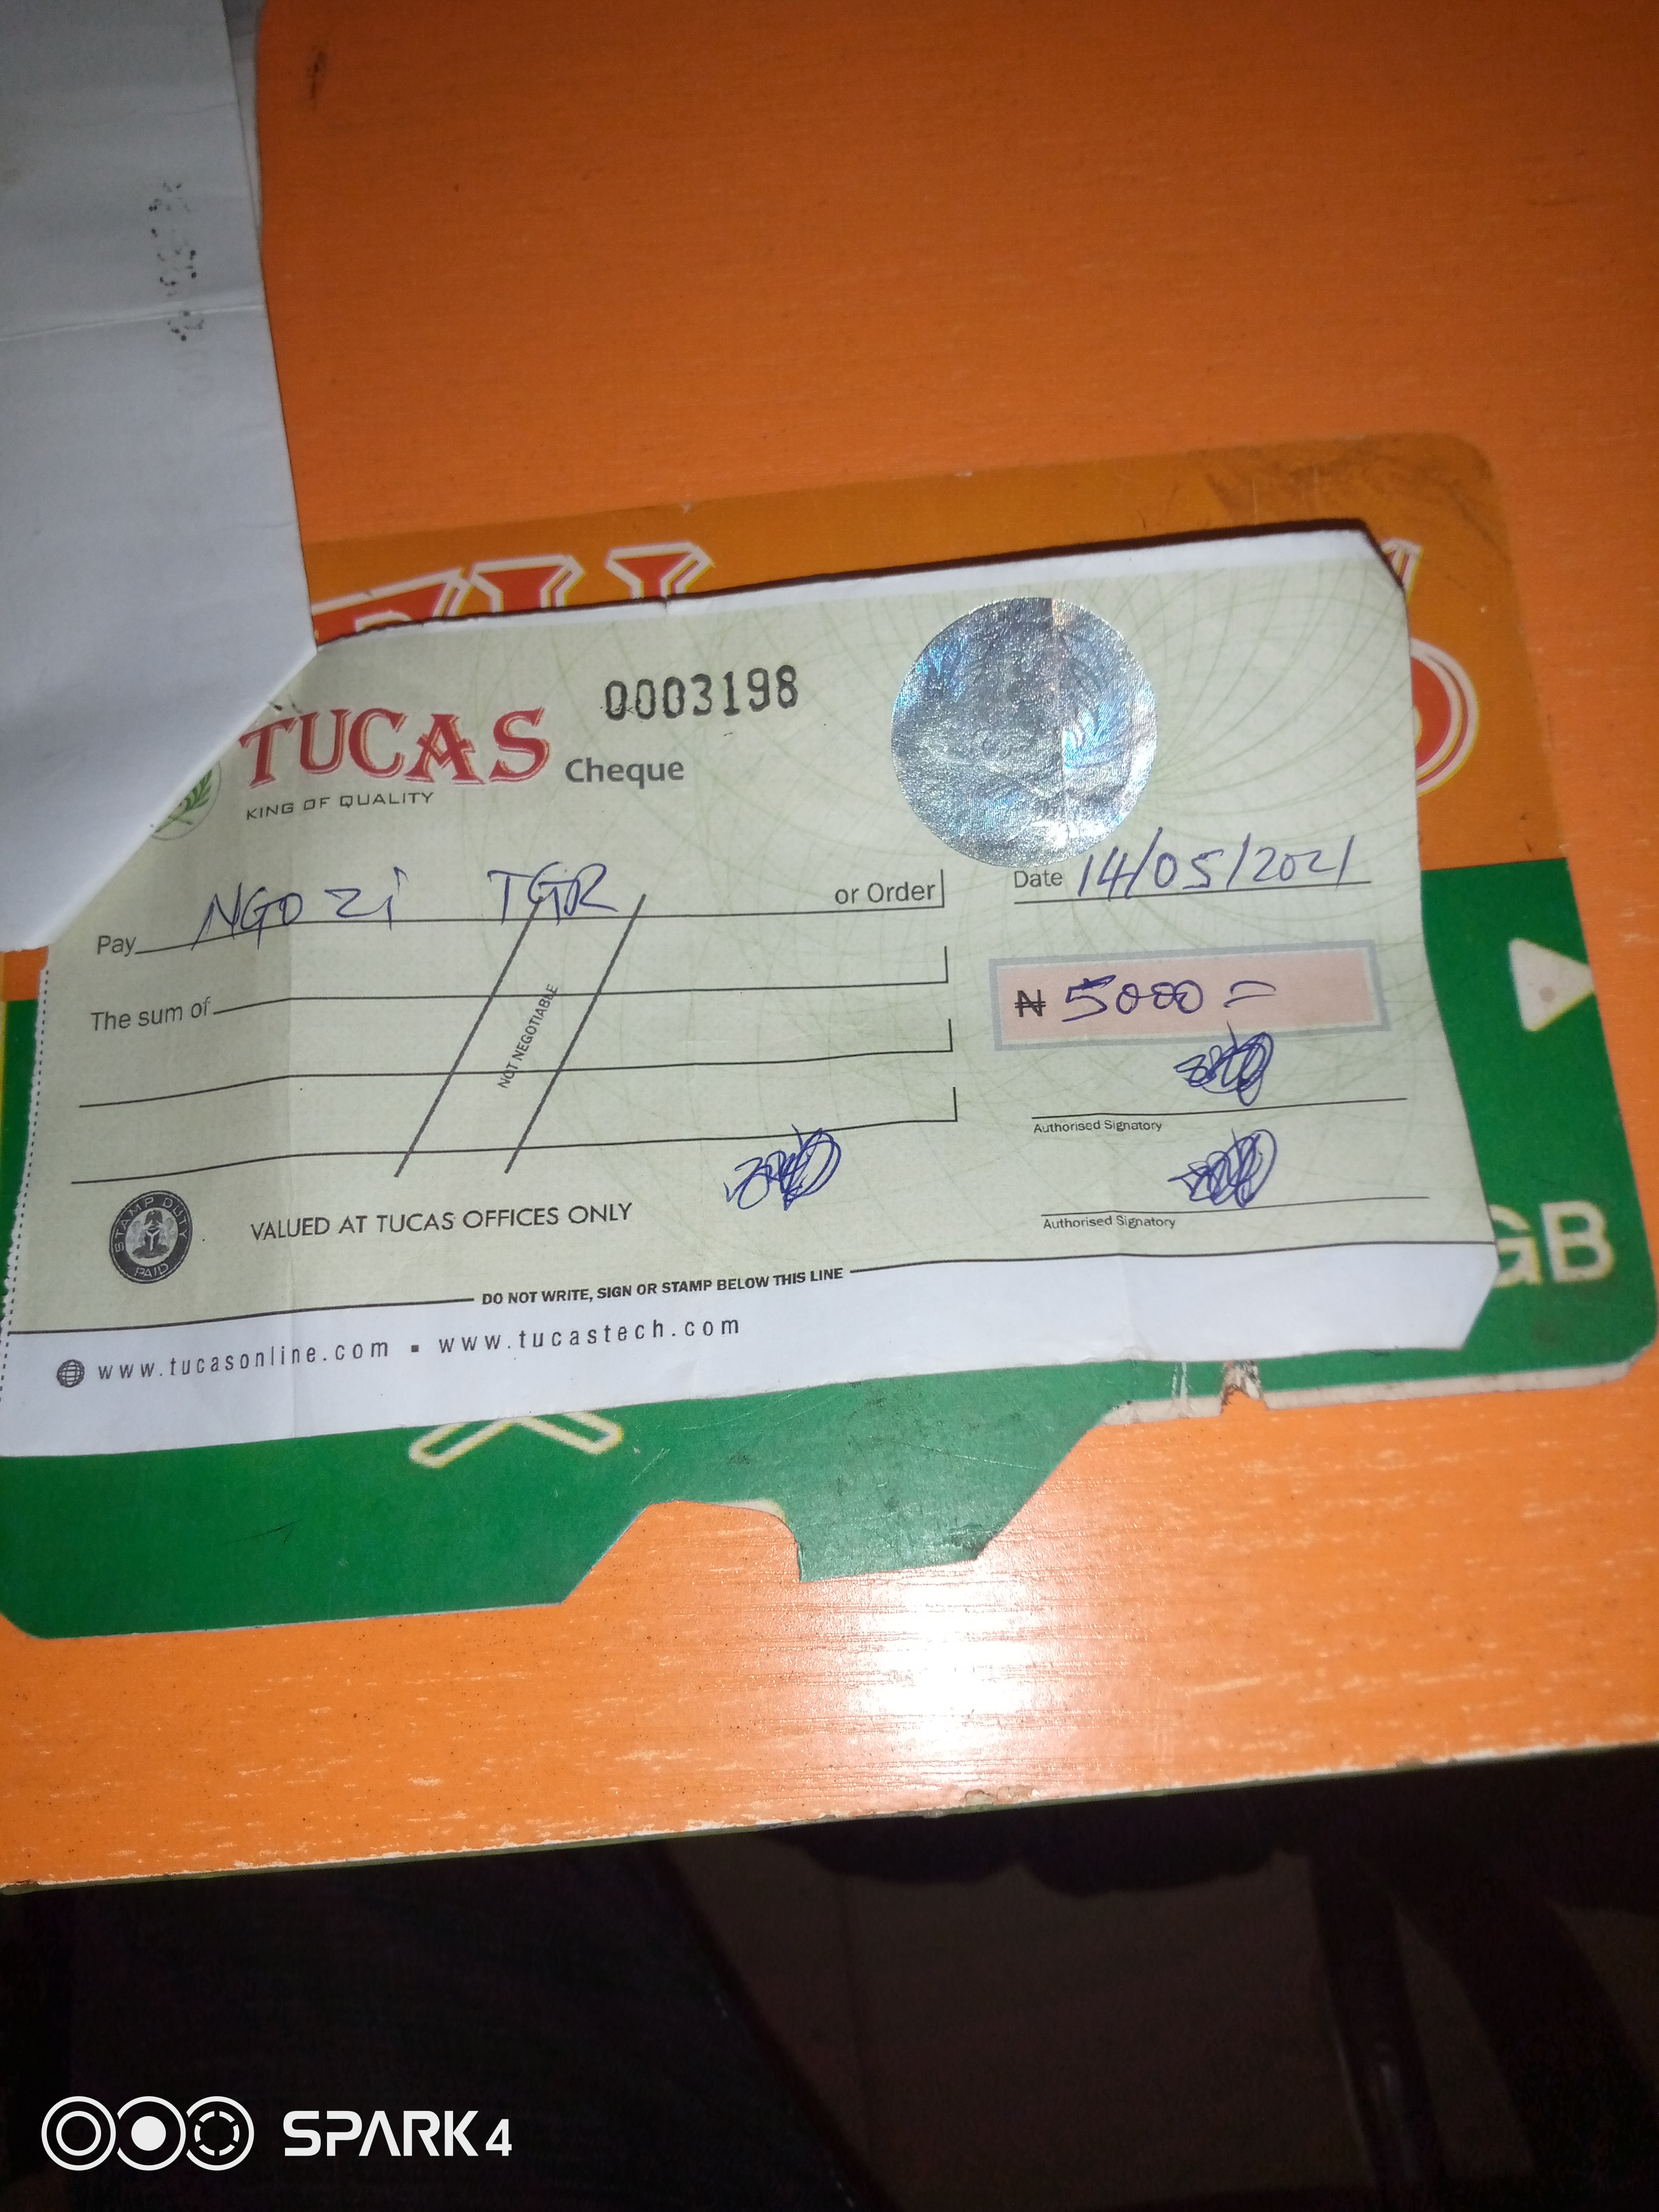 0003198
TUCAS Cheque
KING OF QUALITY
Pay NGOZI TGR or Order
Date 14/05/2021
The sum of
₦ 5000 =
NOT NEGOTIABLE
Authorised Signatory
Authorised Signatory
STAMP DUTY PAID
VALUED AT TUCAS OFFICES ONLY
DO NOT WRITE, SIGN OR STAMP BELOW THIS LINE
www.tucasonline.com ▪ www.tucastech.com
GB
SPARK 4